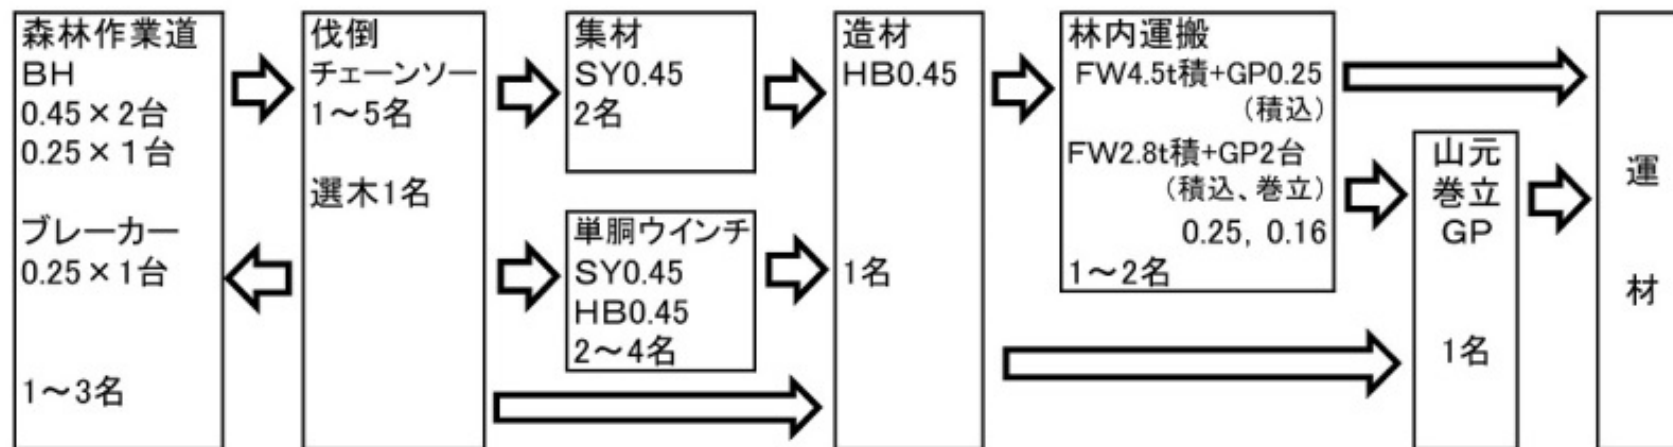 森林作業道
BH
0.45×2台
0.25×1台
ブレーカー
0.25×1台
1～3名
伐倒
チェーンソー
1～5名
選木1名
集材
SY0.45
2名
単胴ウインチ
SY0.45
HB0.45
2～4名
造材
HB0.45
1名
林内運搬
FW4.5t積+GP0.25
(積込)
FW2.8t積+GP2台
(積込、巻立)
0.25, 0.16
1～2名
山元
巻立
GP
1名
運
材